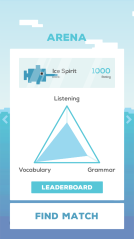 ARENA
Ice Spirit
1000
Listening
Vocabulary
Grammar
LEADERBOARD
FIND MATCH